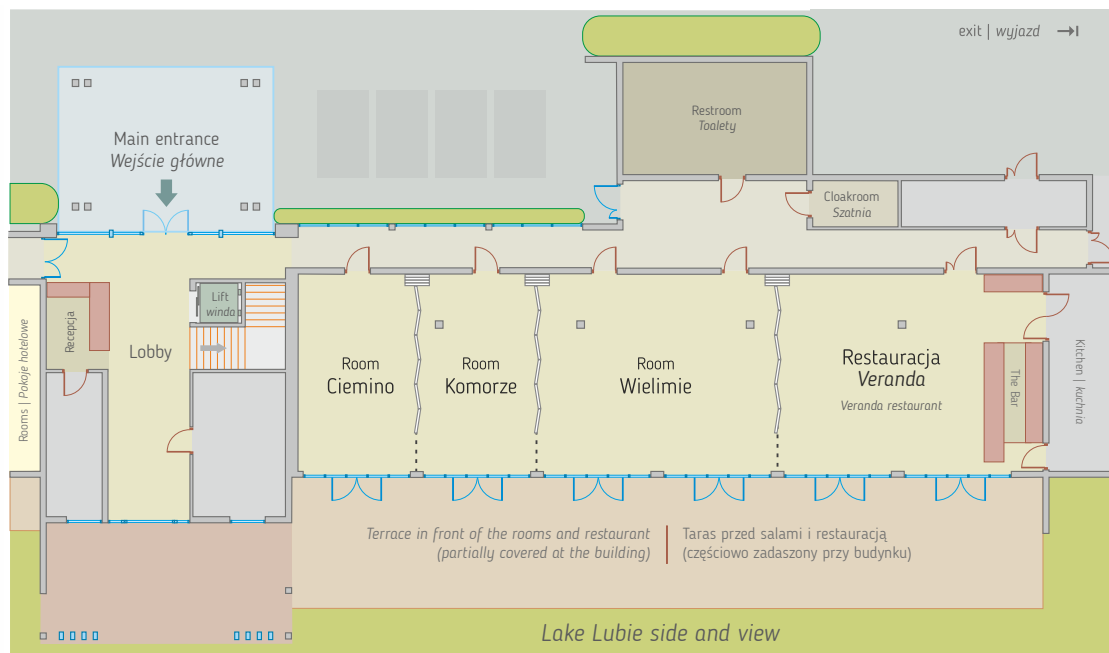 exit | wyjazd
Restroom
Toalety
Main entrance
Wejście główne
Cloakroom
Szatnia
Lift
winda
Recepcja
Lobby
Rooms | Pokoje hotelowe
Room
Ciemino
Room
Komorze
Room
Wielimie
Restauracja
Veranda
Veranda restaurant
The Bar
Kitchen | kuchnia
Terrace in front of the rooms and restaurant
(partially covered at the building)
Taras przed salami i restauracją
(częściowo zadaszony przy budynku)
Lake Lubie side and view